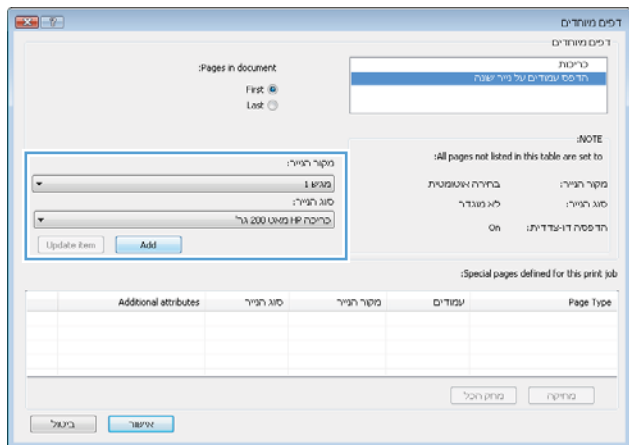 דפים מיוחדים
דפים מיוחדים
כריכות
הדפס עמודים על נייר שונה
Pages in document:
First
Last
NOTE:
All pages not listed in this table are set to:
מקור הנייר: בחירה אוטומטית
סוג הנייר: לא מוגדר
הדפסה דו-צדדית: On
מקור הנייר:
מגש 1
סוג הנייר:
כריכה HP מאט 200 גר'
Add Update item
Special pages defined for this print job:
Page Type עמודים מקור הנייר סוג הנייר Additional attributes
מחיקה מחק הכל
אישור ביטול